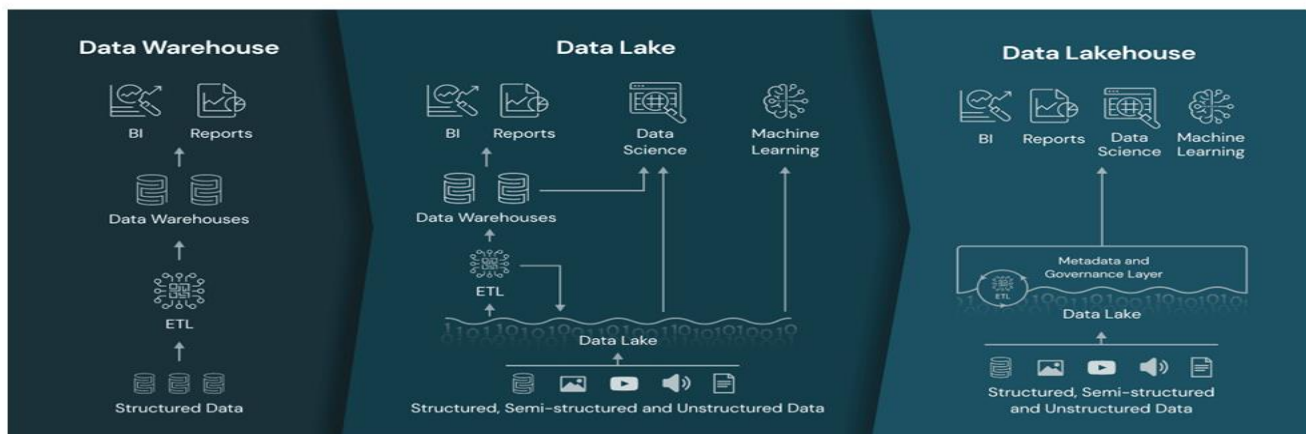 Data Warehouse
BI
Reports
Data Warehouses
ETL
Structured Data
Data Lake
BI
Reports
Data
Science
Machine
Learning
Data Warehouses
ETL
Data Lake
Structured, Semi-structured and Unstructured Data
Data Lakehouse
BI
Reports
Data
Science
Machine
Learning
Metadata and
Governance Layer
ETL
Data Lake
Structured, Semi-structured
and Unstructured Data